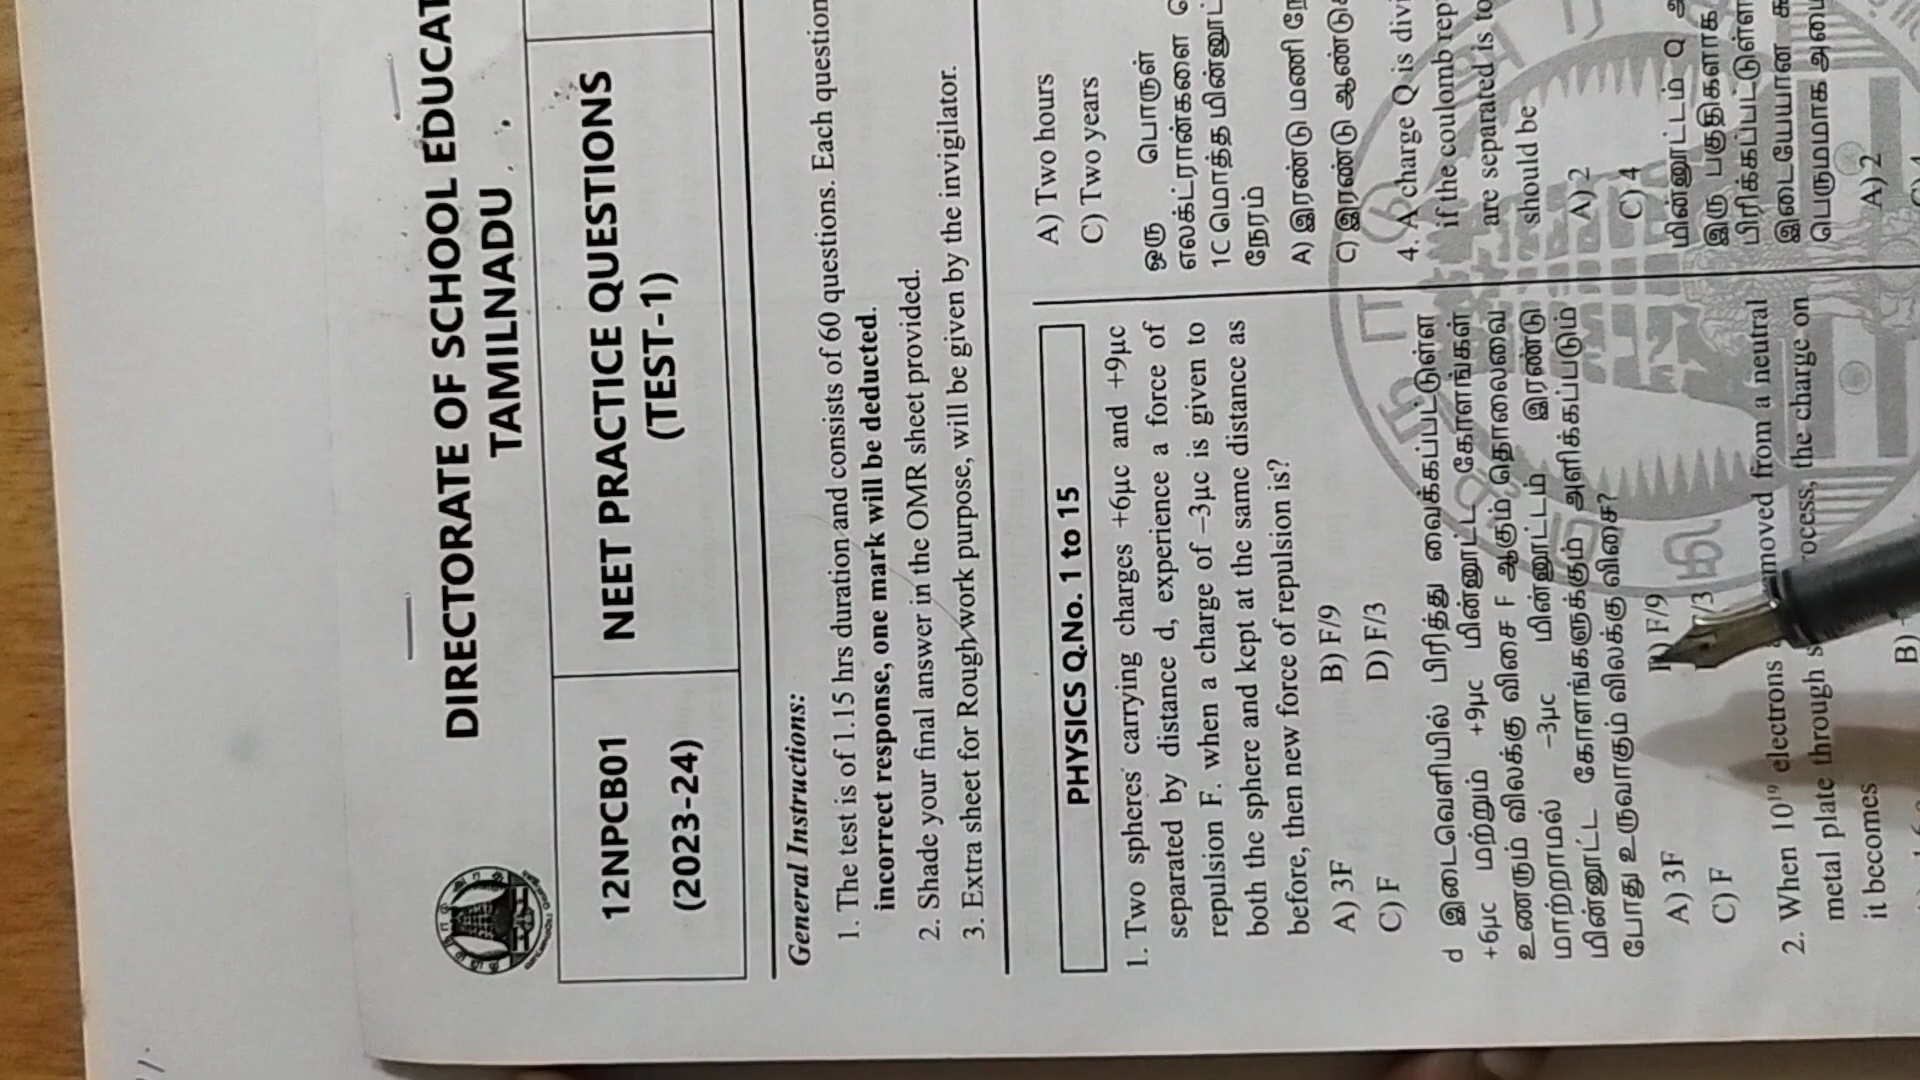 DIRECTORATE OF SCHOOL
TAMILNADU
12NPCB01
(2023-24)
NEET PRACTICE QUESTIONS
(TEST-1)
General Instructions:
1. The test is of 1.15 hrs duration and consists of 60 questions. Each question
incorrect response, one mark will be deducted.
2. Shade your final answer in the OMR sheet provided.
3. Extra sheet for Rough work purpose, will be given by the invigilator.
PHYSICS Q.No. 1 to 15
1. Two spheres carrying charges +6μc and +9μc
separated by distance d, experience a force of
repulsion F. when a charge of −3μc is given to
both the sphere and kept at the same distance as
before, then new force of repulsion is?
A) 3F B) F/9
C) F D) F/3
d இடைவெளியில் பிரித்து வைக்கப்பட்டுள்ள
+6μc மற்றும் +9μc மின்னூட்ட கோளங்கள்
உணரும் விலக்கு விசை F ஆகும் தொலைவை
மாற்றாமல் −3μc மின்னூட்டம் இரண்டு
மின்னூட்ட கோளங்களுக்கும் அளிக்கப்படும்
போது உருவாகும் விலக்கு விசை?
A) 3F B) F/9
C) F F/3
2. When 10¹⁹ electrons removed from a neutral
metal plate through the charge on
it becomes
B)
A) Two hours
C) Two years
ஒரு பொருள்
எலக்ட்ரான்களை
1C மொத்த மின்னூட்
நேரம்
A) இரண்டு மணி நே
C) இரண்டு ஆண்டு
4. A charge Q is divi
if the coulomb rep
are separated is to
should be
A) 2
C) 4
மின்னூட்டம் Q
இரு பகுதிகளாக
பிரிக்கப்பட்டுள்ள
இடையேயான
பெருமமாக அமை
A) 2